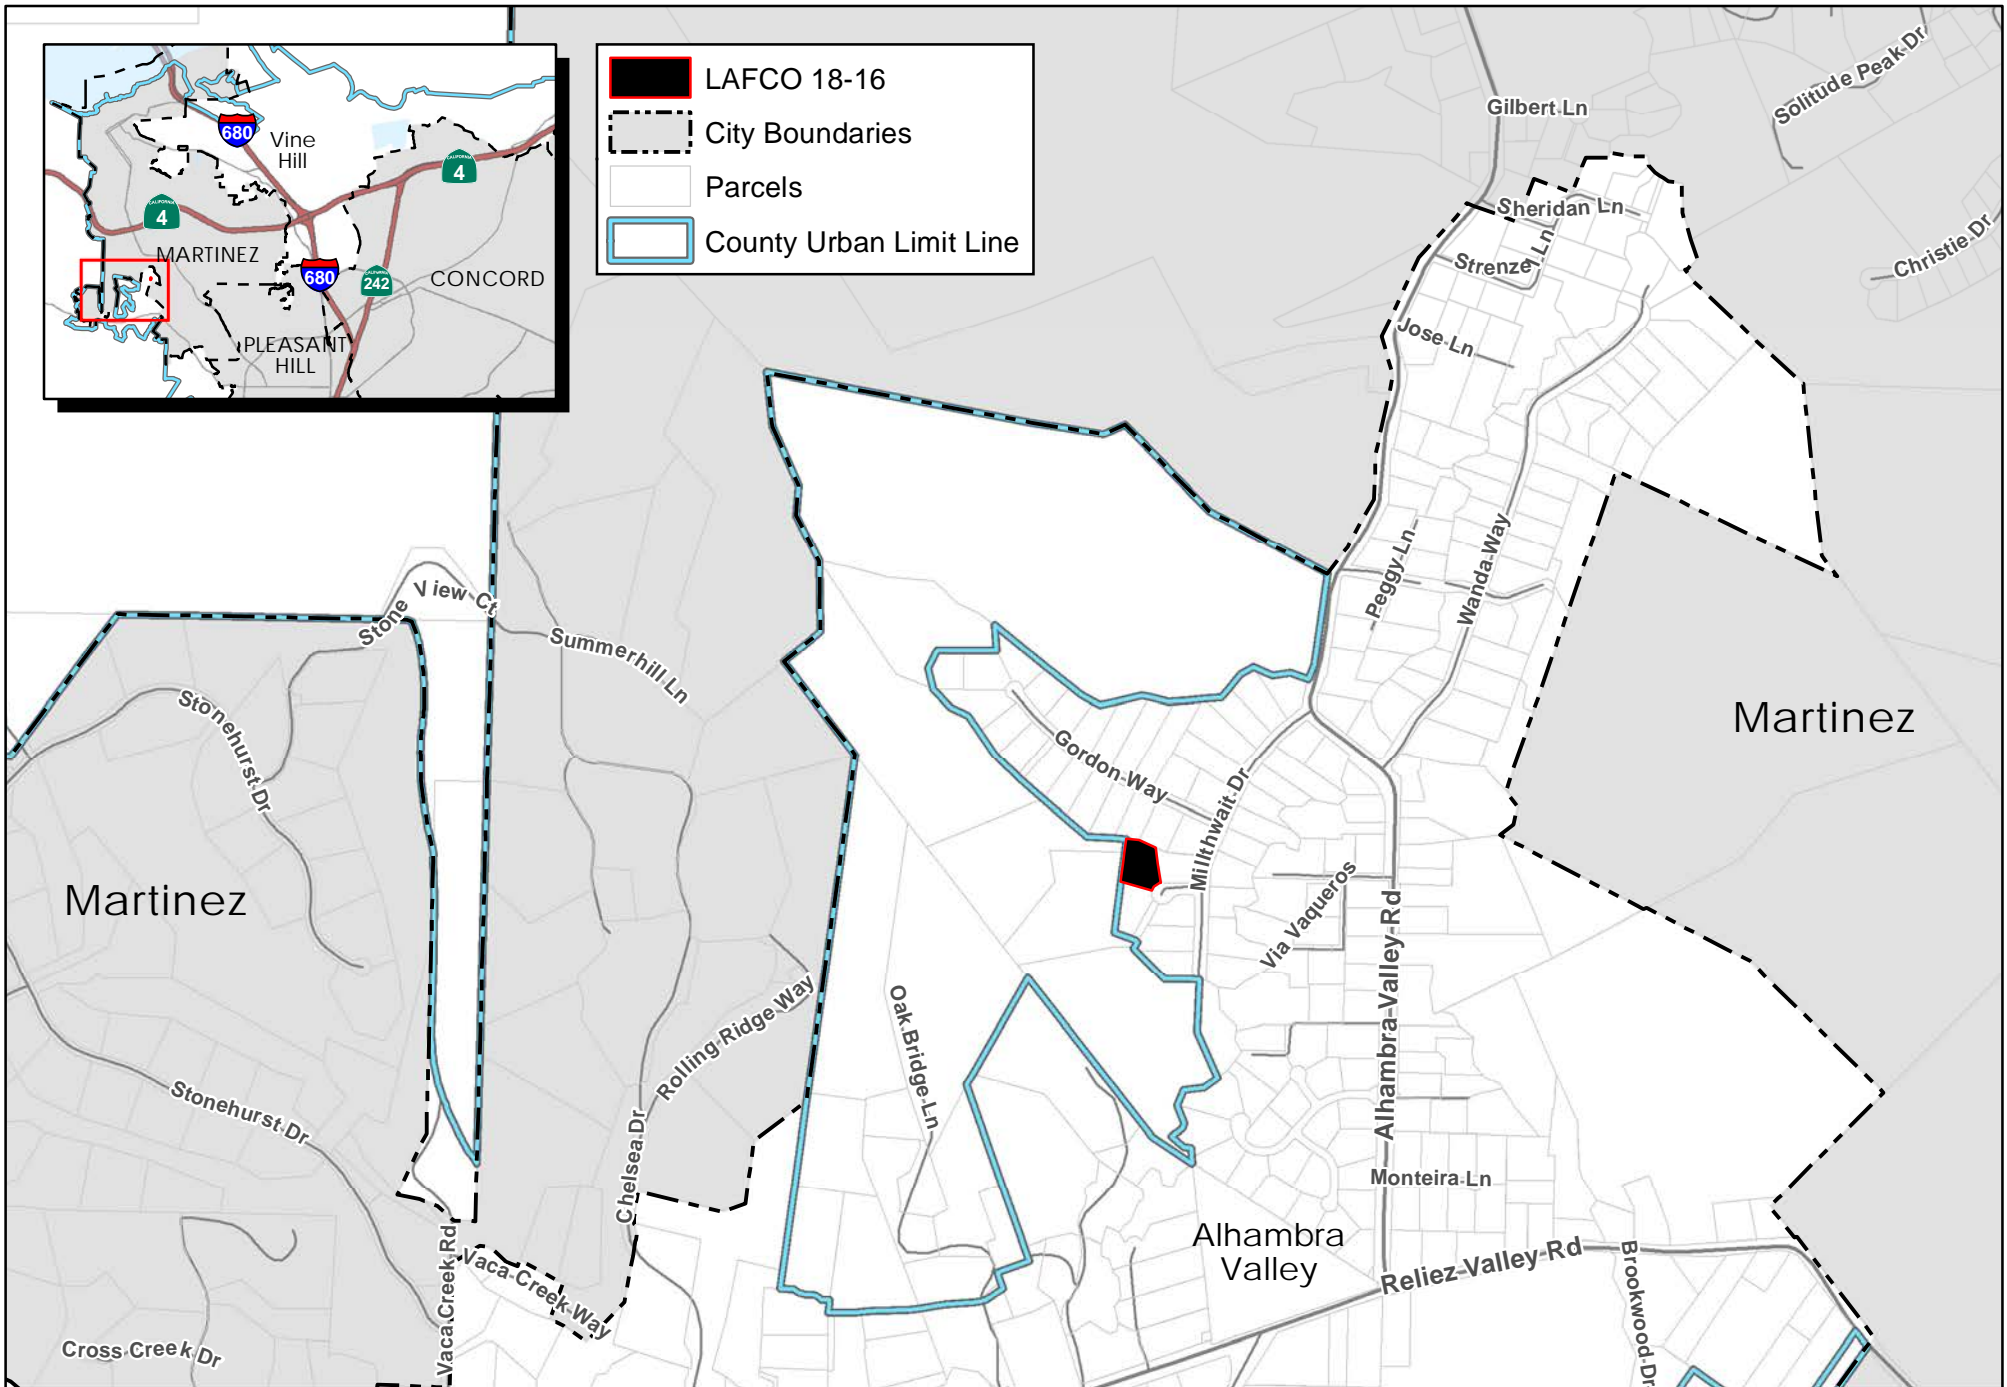 LAFCO 18-16
City Boundaries
Parcels
County Urban Limit Line
680
Vine
Hill
CALIFORNIA
4
CALIFORNIA
4
MARTINEZ
680
CALIFORNIA
242
CONCORD
PLEASANT
HILL
Gilbert Ln
Solitude Peak Dr
Sheridan Ln
Strenzel Ln
Christie Dr
Jose Ln
Peggy Ln
Wanda Way
Stone View Ct
Summerhill Ln
Stonehurst Dr
Gordon Way
Millthwait Dr
Martinez
Martinez
Via Vaqueros
Alhambra Valley Rd
Oak Bridge Ln
Rolling Ridge Way
Stonehurst Dr
Chelsea Dr
Monteira Ln
Alhambra
Valley
Reliez Valley Rd
Brookwood Dr
Vaca Creek Rd
Vaca Creek Way
Cross Creek Dr